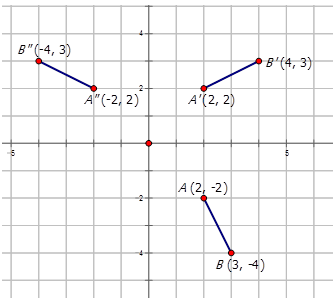 4
B″(-4, 3)
B′(4, 3)
A″(-2, 2)
2
A′(2, 2)
-5
5
-2
A (2, -2)
-4
B (3, -4)